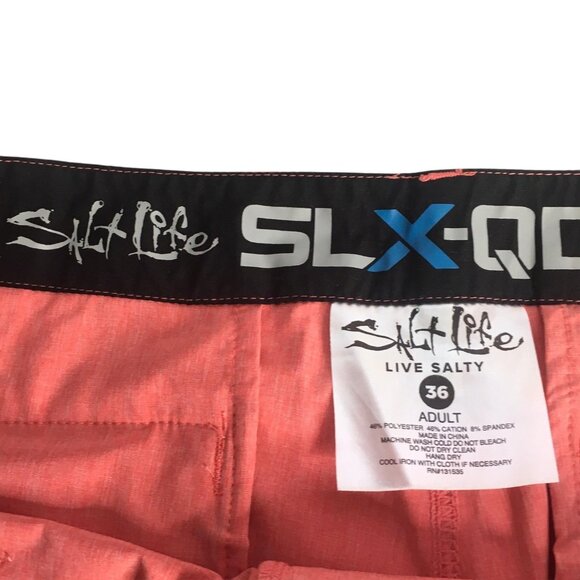 Salt Life SLX-QD
Salt Life
LIVE SALTY
36
ADULT
46% POLYESTER 46% CATION 8% SPANDEX
MADE IN CHINA
MACHINE WASH COLD DO NOT BLEACH
DO NOT DRY CLEAN
HANG DRY
COOL IRON WITH CLOTH IF NECESSARY
RN#131535